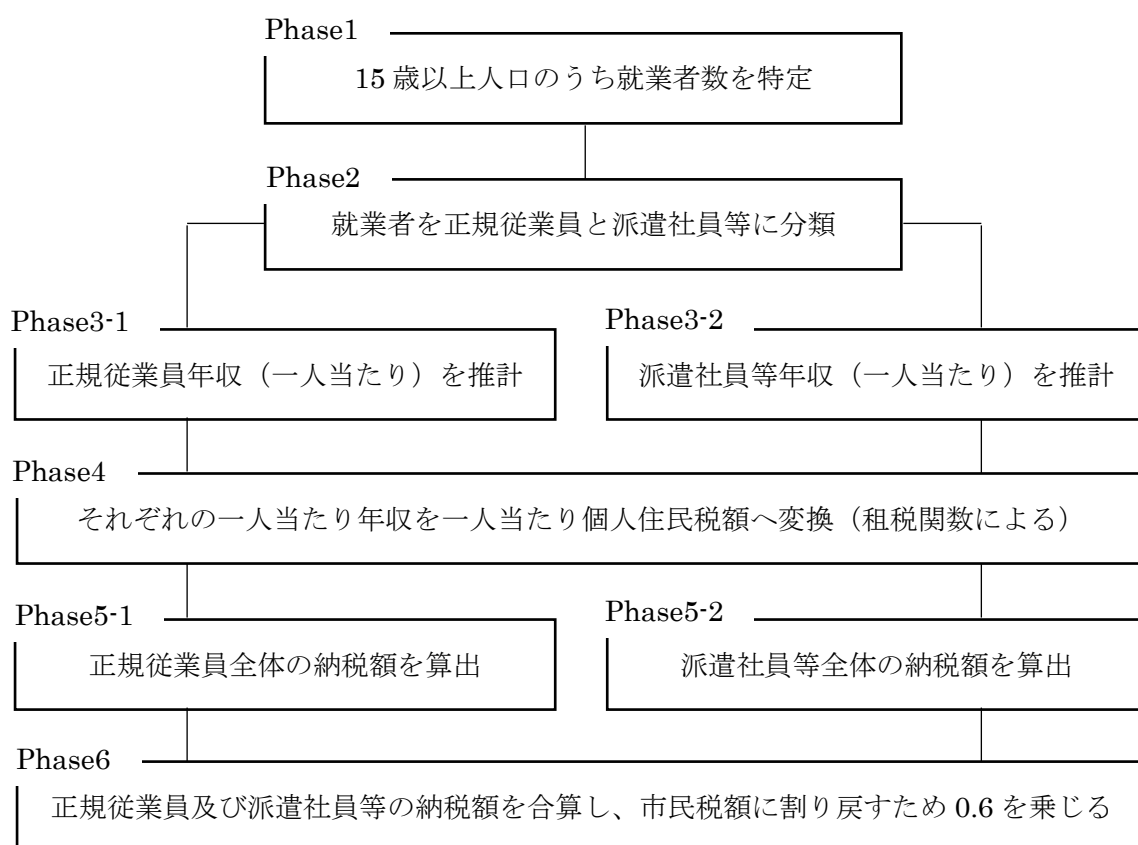 Phase1
15 歳以上人口のうち就業者数を特定
Phase2
就業者を正規従業員と派遣社員等に分類
Phase3-1
正規従業員年収（一人当たり）を推計
Phase3-2
派遣社員等年収（一人当たり）を推計
Phase4
それぞれの一人当たり年収を一人当たり個人住民税額へ変換（租税関数による）
Phase5-1
正規従業員全体の納税額を算出
Phase5-2
派遣社員等全体の納税額を算出
Phase6
正規従業員及び派遣社員等の納税額を合算し、市民税額に割り戻すため 0.6 を乗じる